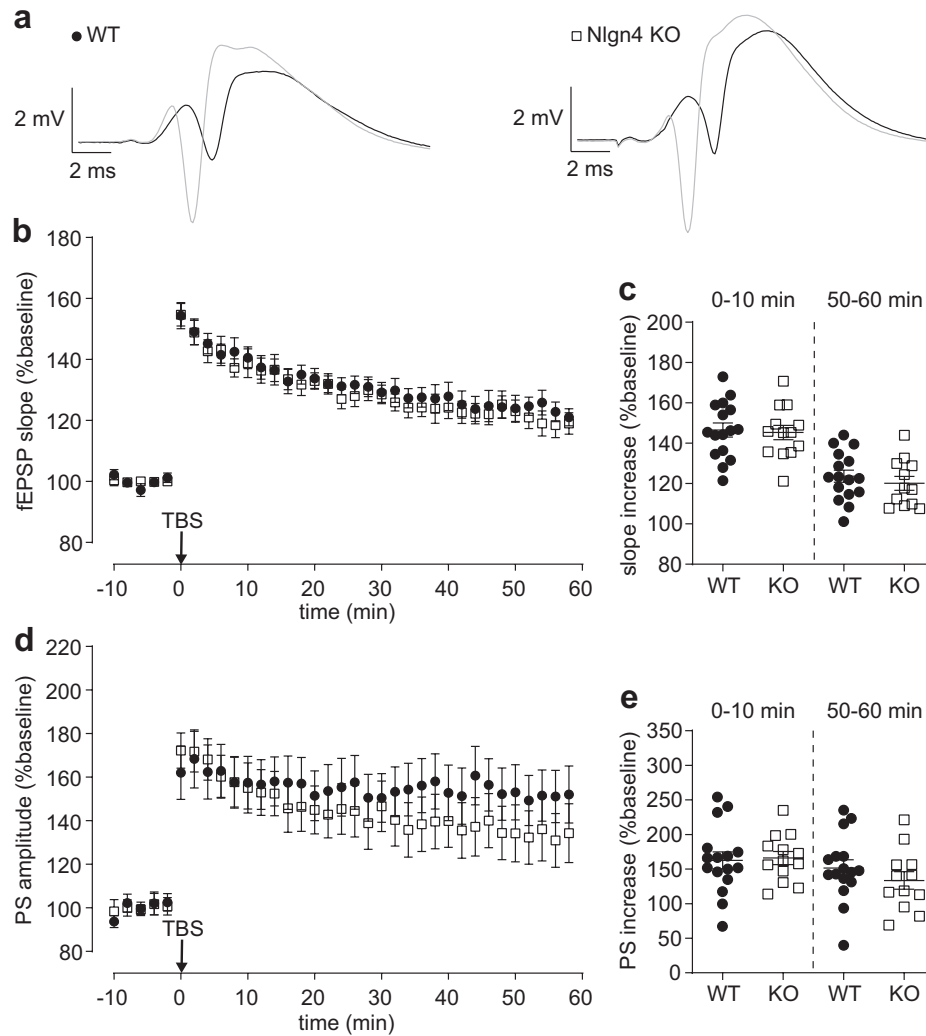 a
WT
Nlgn4 KO
2 mV
2 ms
2 mV
2 ms
b
fEPSP slope (%baseline)
180
160
140
120
100
80
TBS
-10 0 10 20 30 40 50 60
time (min)
c
0-10 min 50-60 min
slope increase (%baseline)
200
180
160
140
120
100
80
WT KO WT KO
d
PS amplitude (%baseline)
220
200
180
160
140
120
100
80
TBS
-10 0 10 20 30 40 50 60
time (min)
e
0-10 min 50-60 min
PS increase (%baseline)
350
300
250
200
150
100
50
0
WT KO WT KO